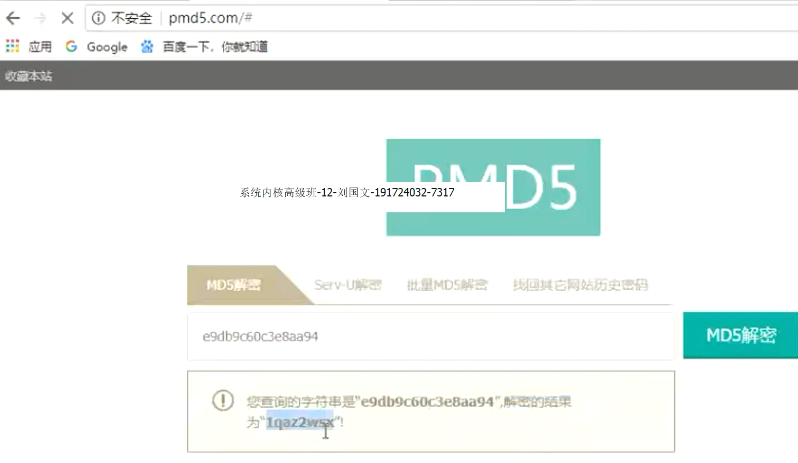 不安全 | pmd5.com/#
应用 Google 百度一下，你就知道
收藏本站
PMD5
系统内核高级班-12-刘国文-191724032-7317
MD5解密 Serv-U解密 批量MD5解密 找回其它网站历史密码
e9db9c60c3e8aa94 MD5解密
您查询的字符串是“e9db9c60c3e8aa94”,解密的结果
为“1qaz2wsx”!